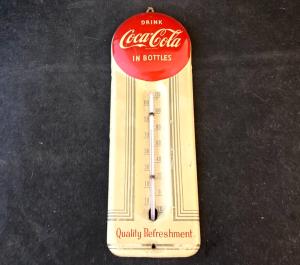 DRINK
Coca-Cola
IN BOTTLES
Quality Refreshment